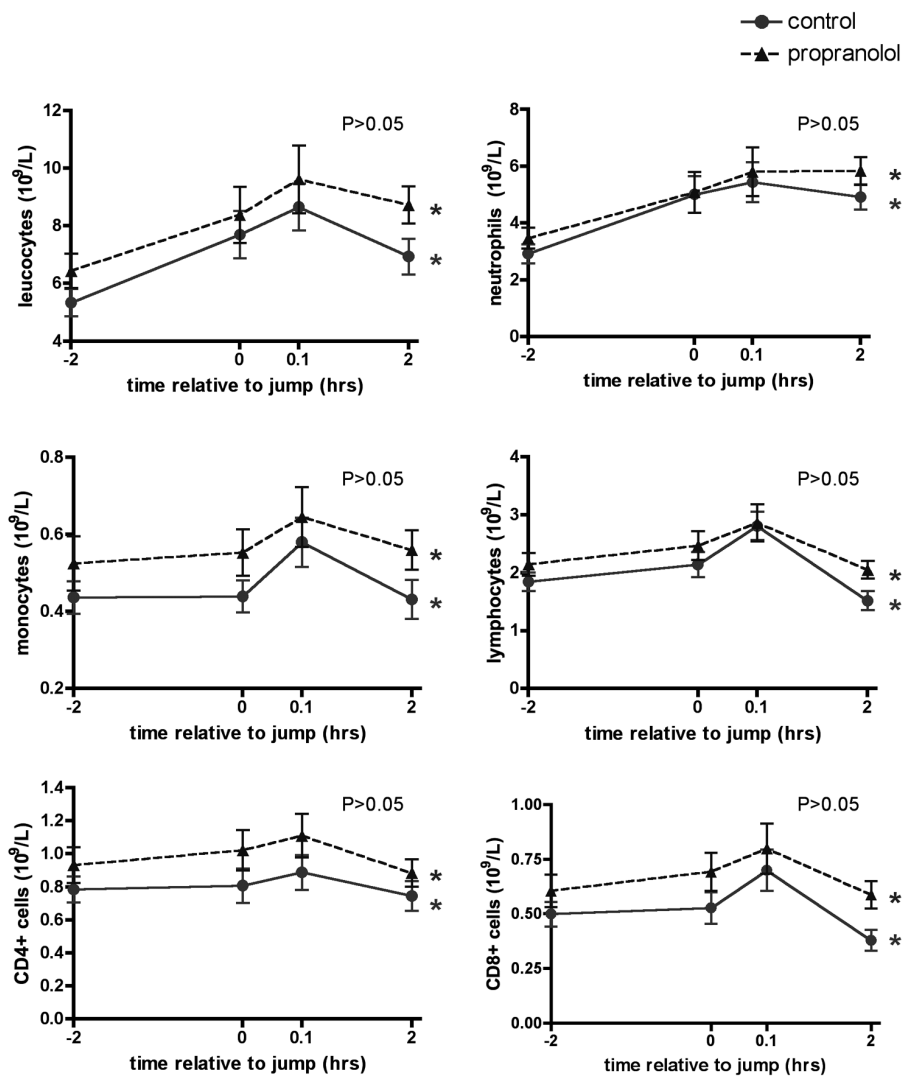 control
propranolol
12
10
8
6
4
leucocytes (10⁹/L)
P>0.05
*
*
-2 0 0.1 2
time relative to jump (hrs)
8
6
4
2
0
neutrophils (10⁹/L)
P>0.05
*
*
-2 0 0.1 2
time relative to jump (hrs)
0.8
0.6
0.4
0.2
monocytes (10⁹/L)
P>0.05
*
*
-2 0 0.1 2
time relative to jump (hrs)
4
3
2
1
0
lymphocytes (10⁹/L)
P>0.05
*
*
-2 0 0.1 2
time relative to jump (hrs)
1.4
1.2
1.0
0.8
0.6
0.4
0.2
0.0
CD4+ cells (10⁹/L)
P>0.05
*
*
-2 0 0.1 2
time relative to jump (hrs)
1.00
0.75
0.50
0.25
0.00
CD8+ cells (10⁹/L)
P>0.05
*
*
-2 0 0.1 2
time relative to jump (hrs)